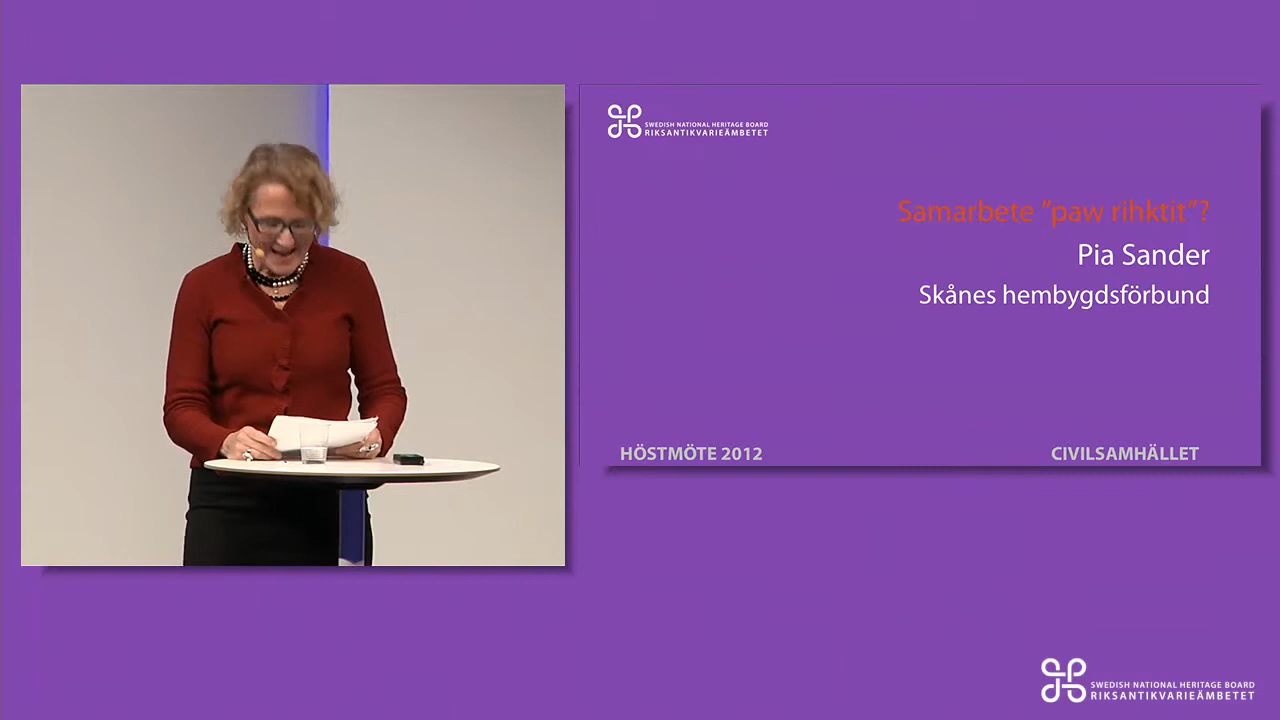 SWEDISH NATIONAL HERITAGE BOARD
RIKSANTIKVARIEÄMBETET
Samarbete ”paw rihktit”?
Pia Sander
Skånes hembygdsförbund
HÖSTMÖTE 2012
CIVILSAMHÄLLET
SWEDISH NATIONAL HERITAGE BOARD
RIKSANTIKVARIEÄMBETET